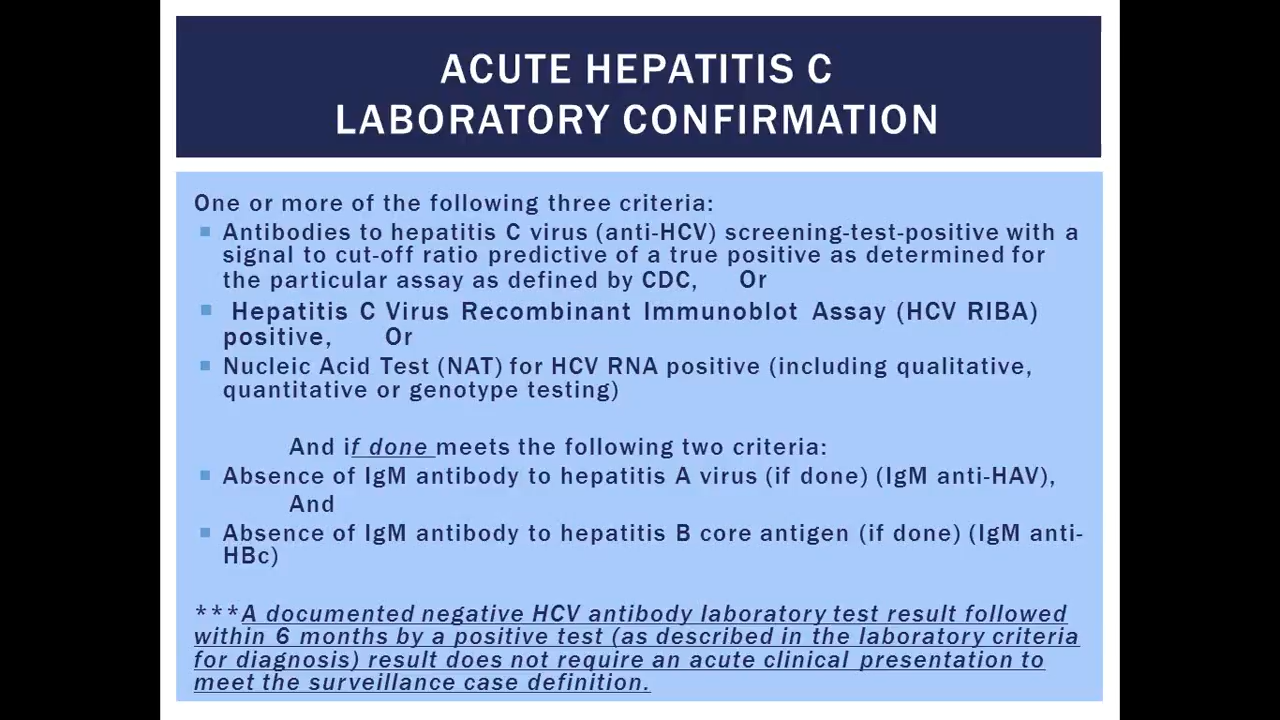 ACUTE HEPATITIS C
LABORATORY CONFIRMATION
One or more of the following three criteria:
Antibodies to hepatitis C virus (anti-HCV) screening-test-positive with a
signal to cut-off ratio predictive of a true positive as determined for
the particular assay as defined by CDC, Or
Hepatitis C Virus Recombinant Immunoblot Assay (HCV RIBA)
positive, Or
Nucleic Acid Test (NAT) for HCV RNA positive (including qualitative,
quantitative or genotype testing)
And if done meets the following two criteria:
Absence of IgM antibody to hepatitis A virus (if done) (IgM anti-HAV),
And
Absence of IgM antibody to hepatitis B core antigen (if done) (IgM anti-
HBc)
***A documented negative HCV antibody laboratory test result followed
within 6 months by a positive test (as described in the laboratory criteria
for diagnosis) result does not require an acute clinical presentation to
meet the surveillance case definition.